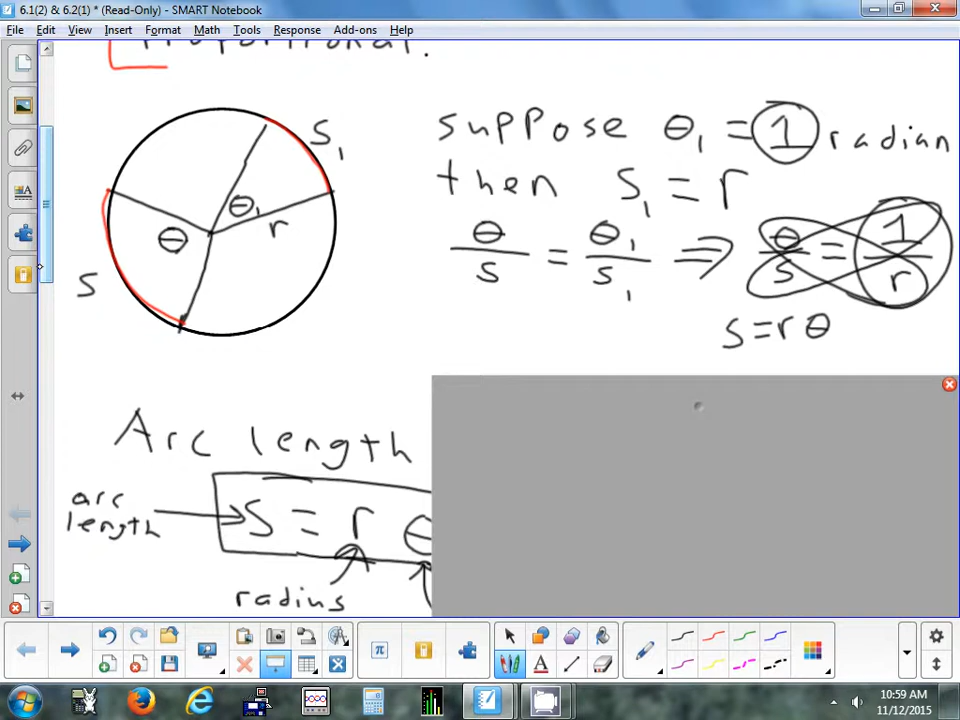 6.1(2) & 6.2(1) * (Read-Only) - SMART Notebook
File Edit View Insert Format Math Tools Response Add-ons Help
Proportional.
suppose θ₁ = 1 radian
then s₁ = r
θ/s = θ₁/s₁ ⇒ θ/s = 1/r
s = r θ
S₁
θ₁
r
θ
S
Arc length
arc
length
S = r θ
radius
10:59 AM
11/12/2015